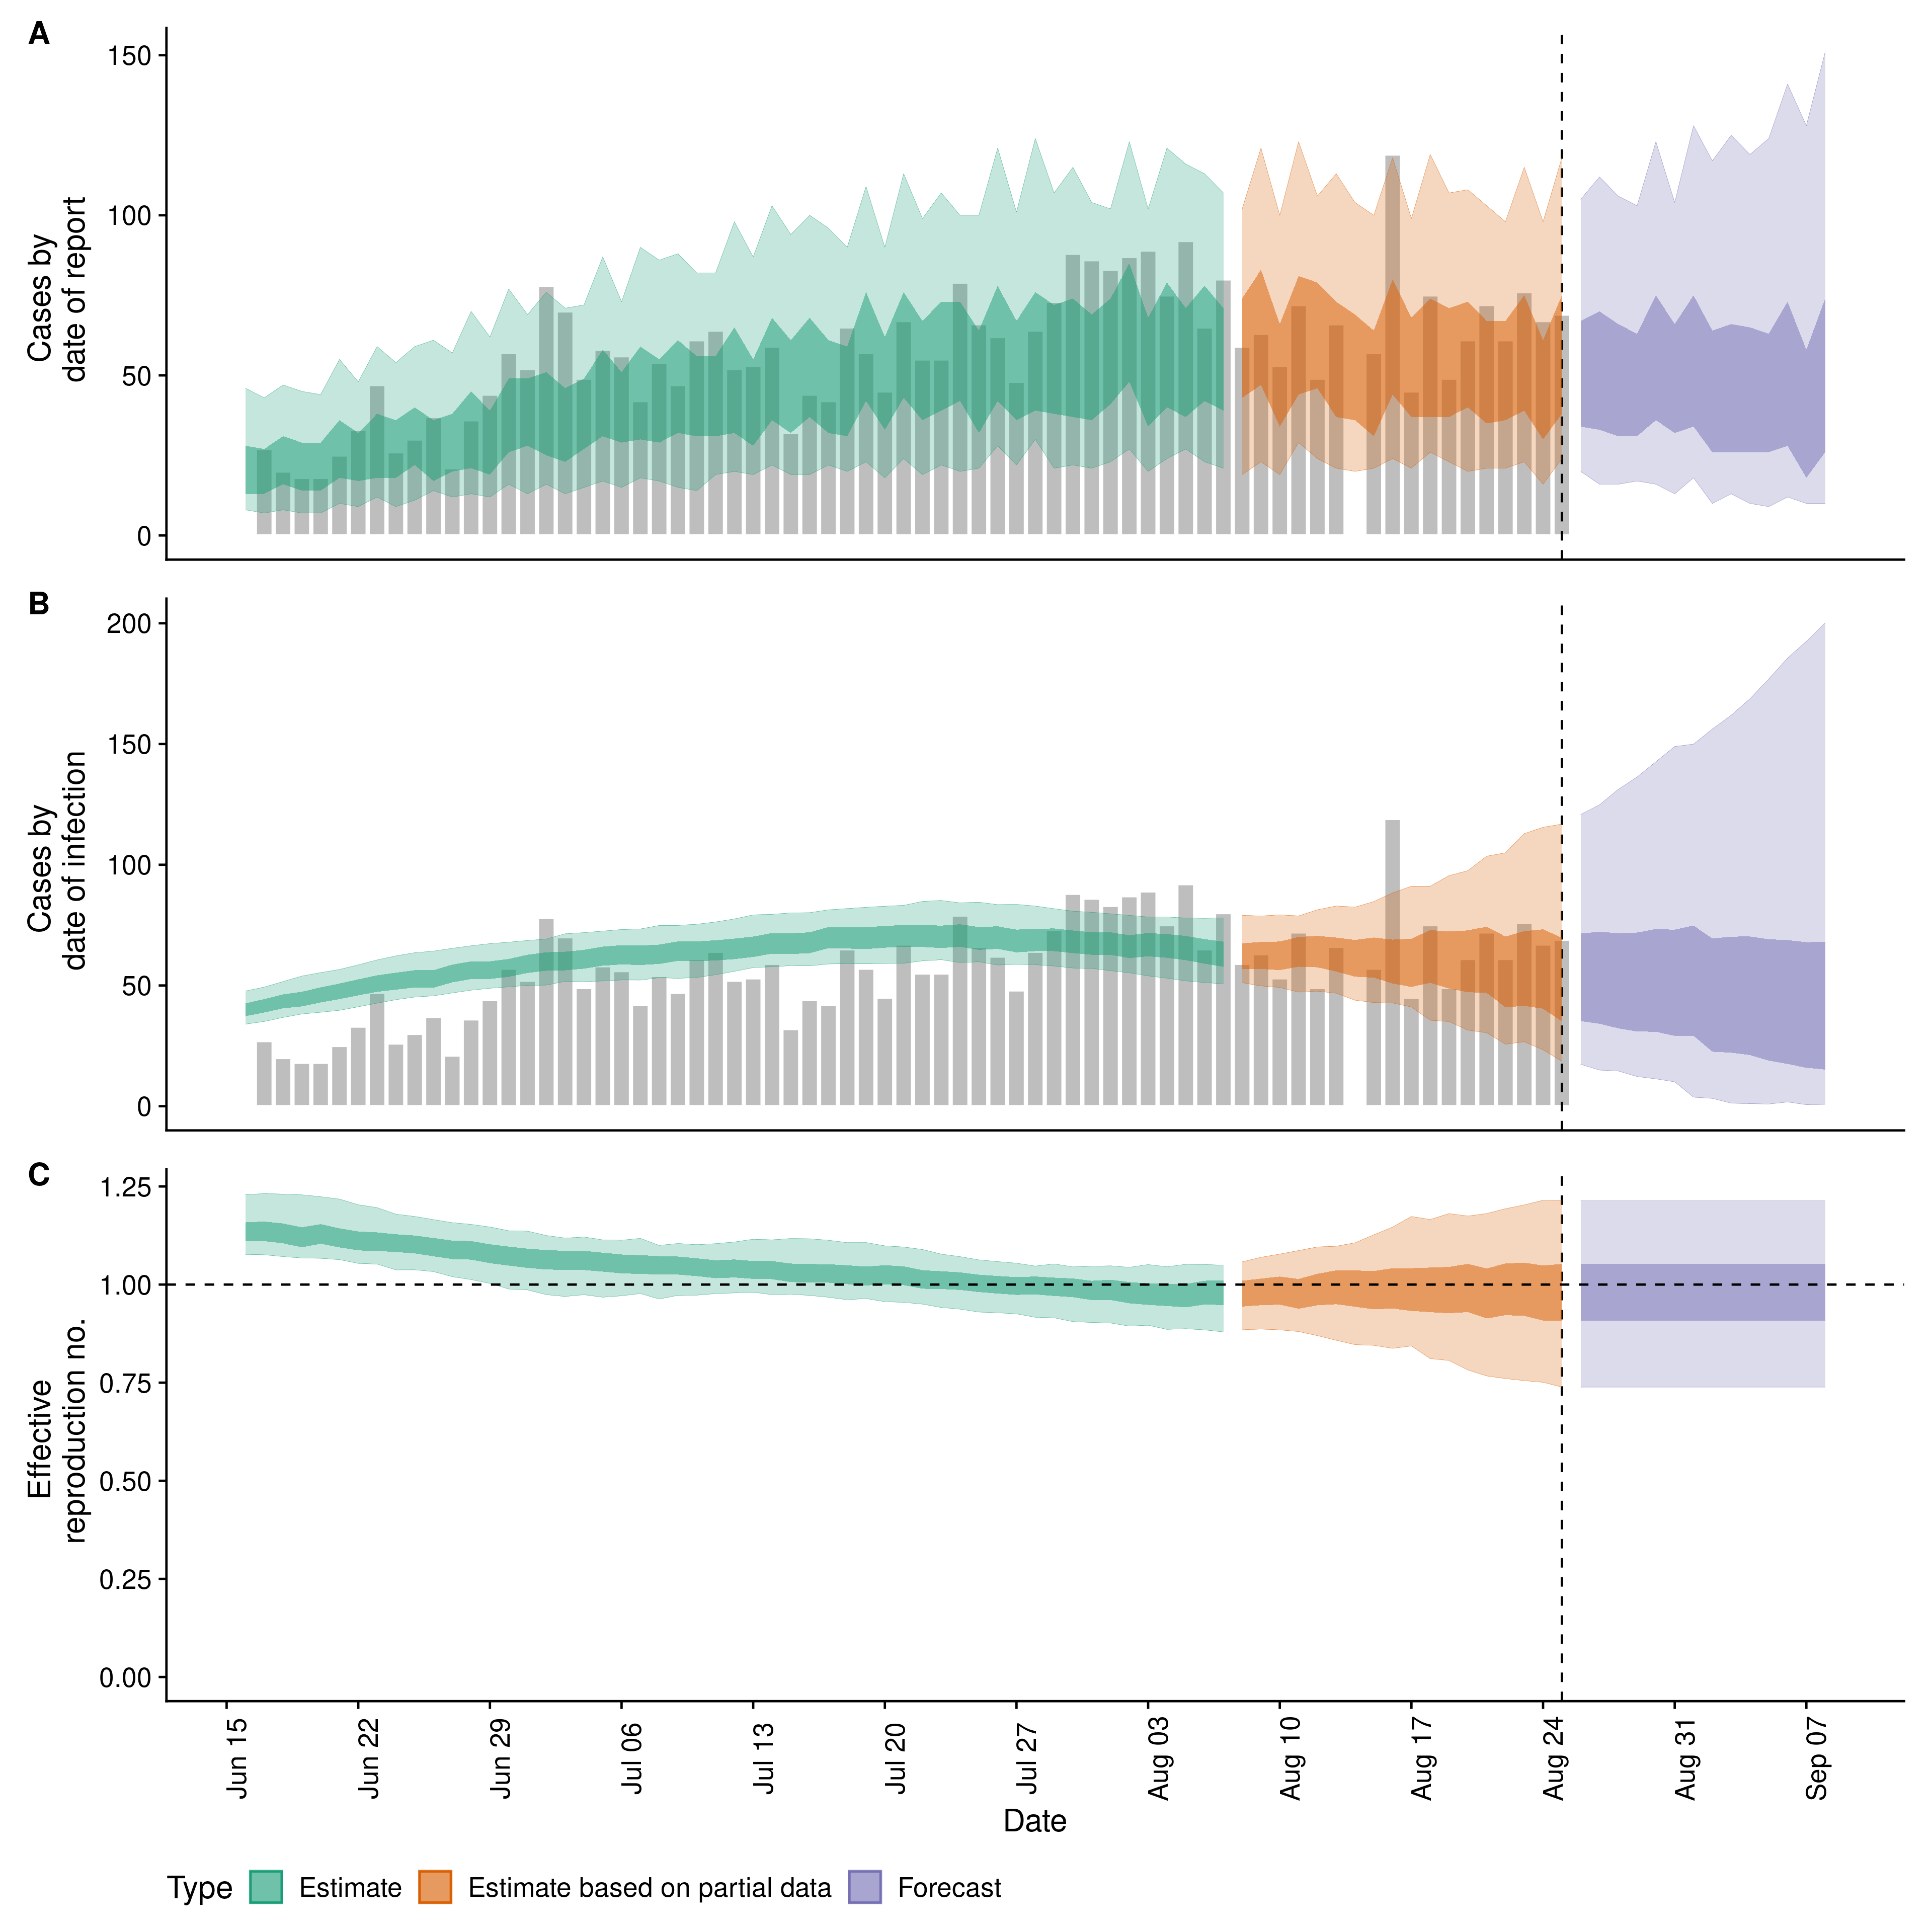 A
150
100
50
0
Cases by
date of report
B
200
150
100
50
0
Cases by
date of infection
C
1.25
1.00
0.75
0.50
0.25
0.00
Effective
reproduction no.
Jun 15
Jun 22
Jun 29
Jul 06
Jul 13
Jul 20
Jul 27
Aug 03
Aug 10
Aug 17
Aug 24
Aug 31
Sep 07
Date
Type Estimate Estimate based on partial data Forecast